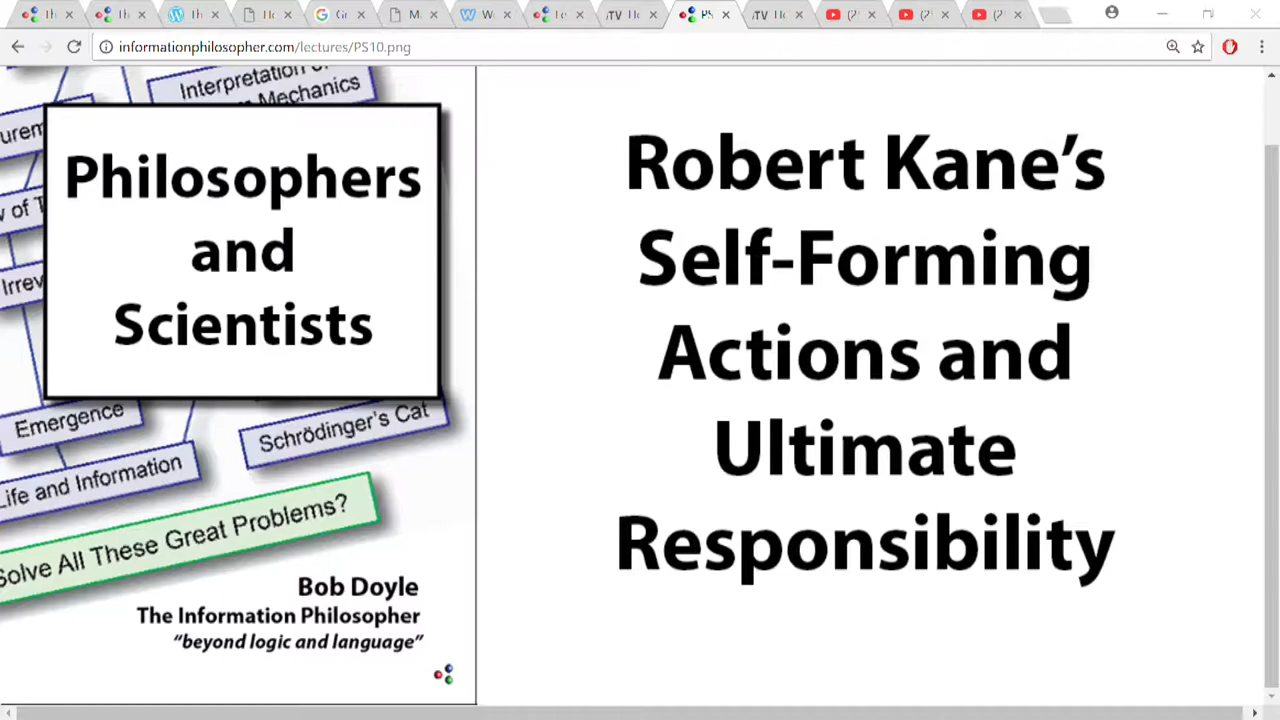 informationphilosopher.com/lectures/PS10.png
Interpretation
Mechanics
Philosophers
and
Scientists
Emergence
Schrödinger's Cat
Life and Information
Solve All These Great Problems?
Bob Doyle
The Information Philosopher
“beyond logic and language”
Robert Kane’s
Self-Forming
Actions and
Ultimate
Responsibility